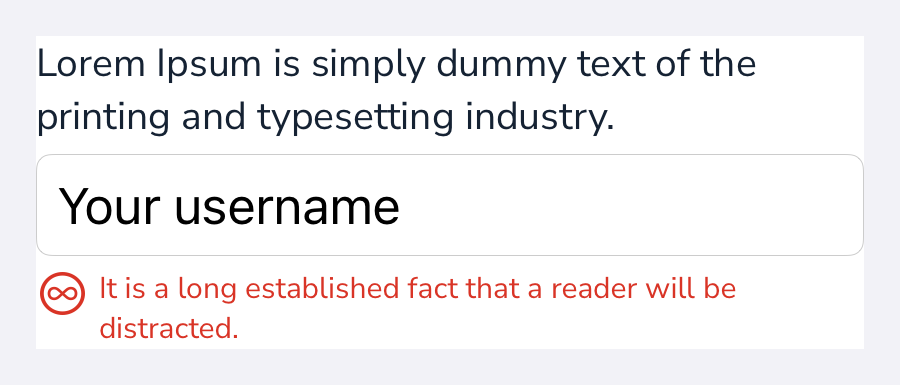 Lorem Ipsum is simply dummy text of the
printing and typesetting industry.
Your username
It is a long established fact that a reader will be
distracted.